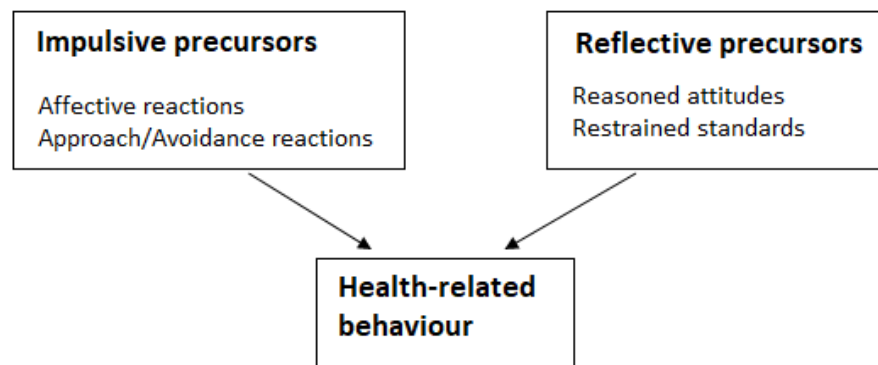 Impulsive precursors
Affective reactions
Approach/Avoidance reactions
Reflective precursors
Reasoned attitudes
Restrained standards
Health-related
behaviour